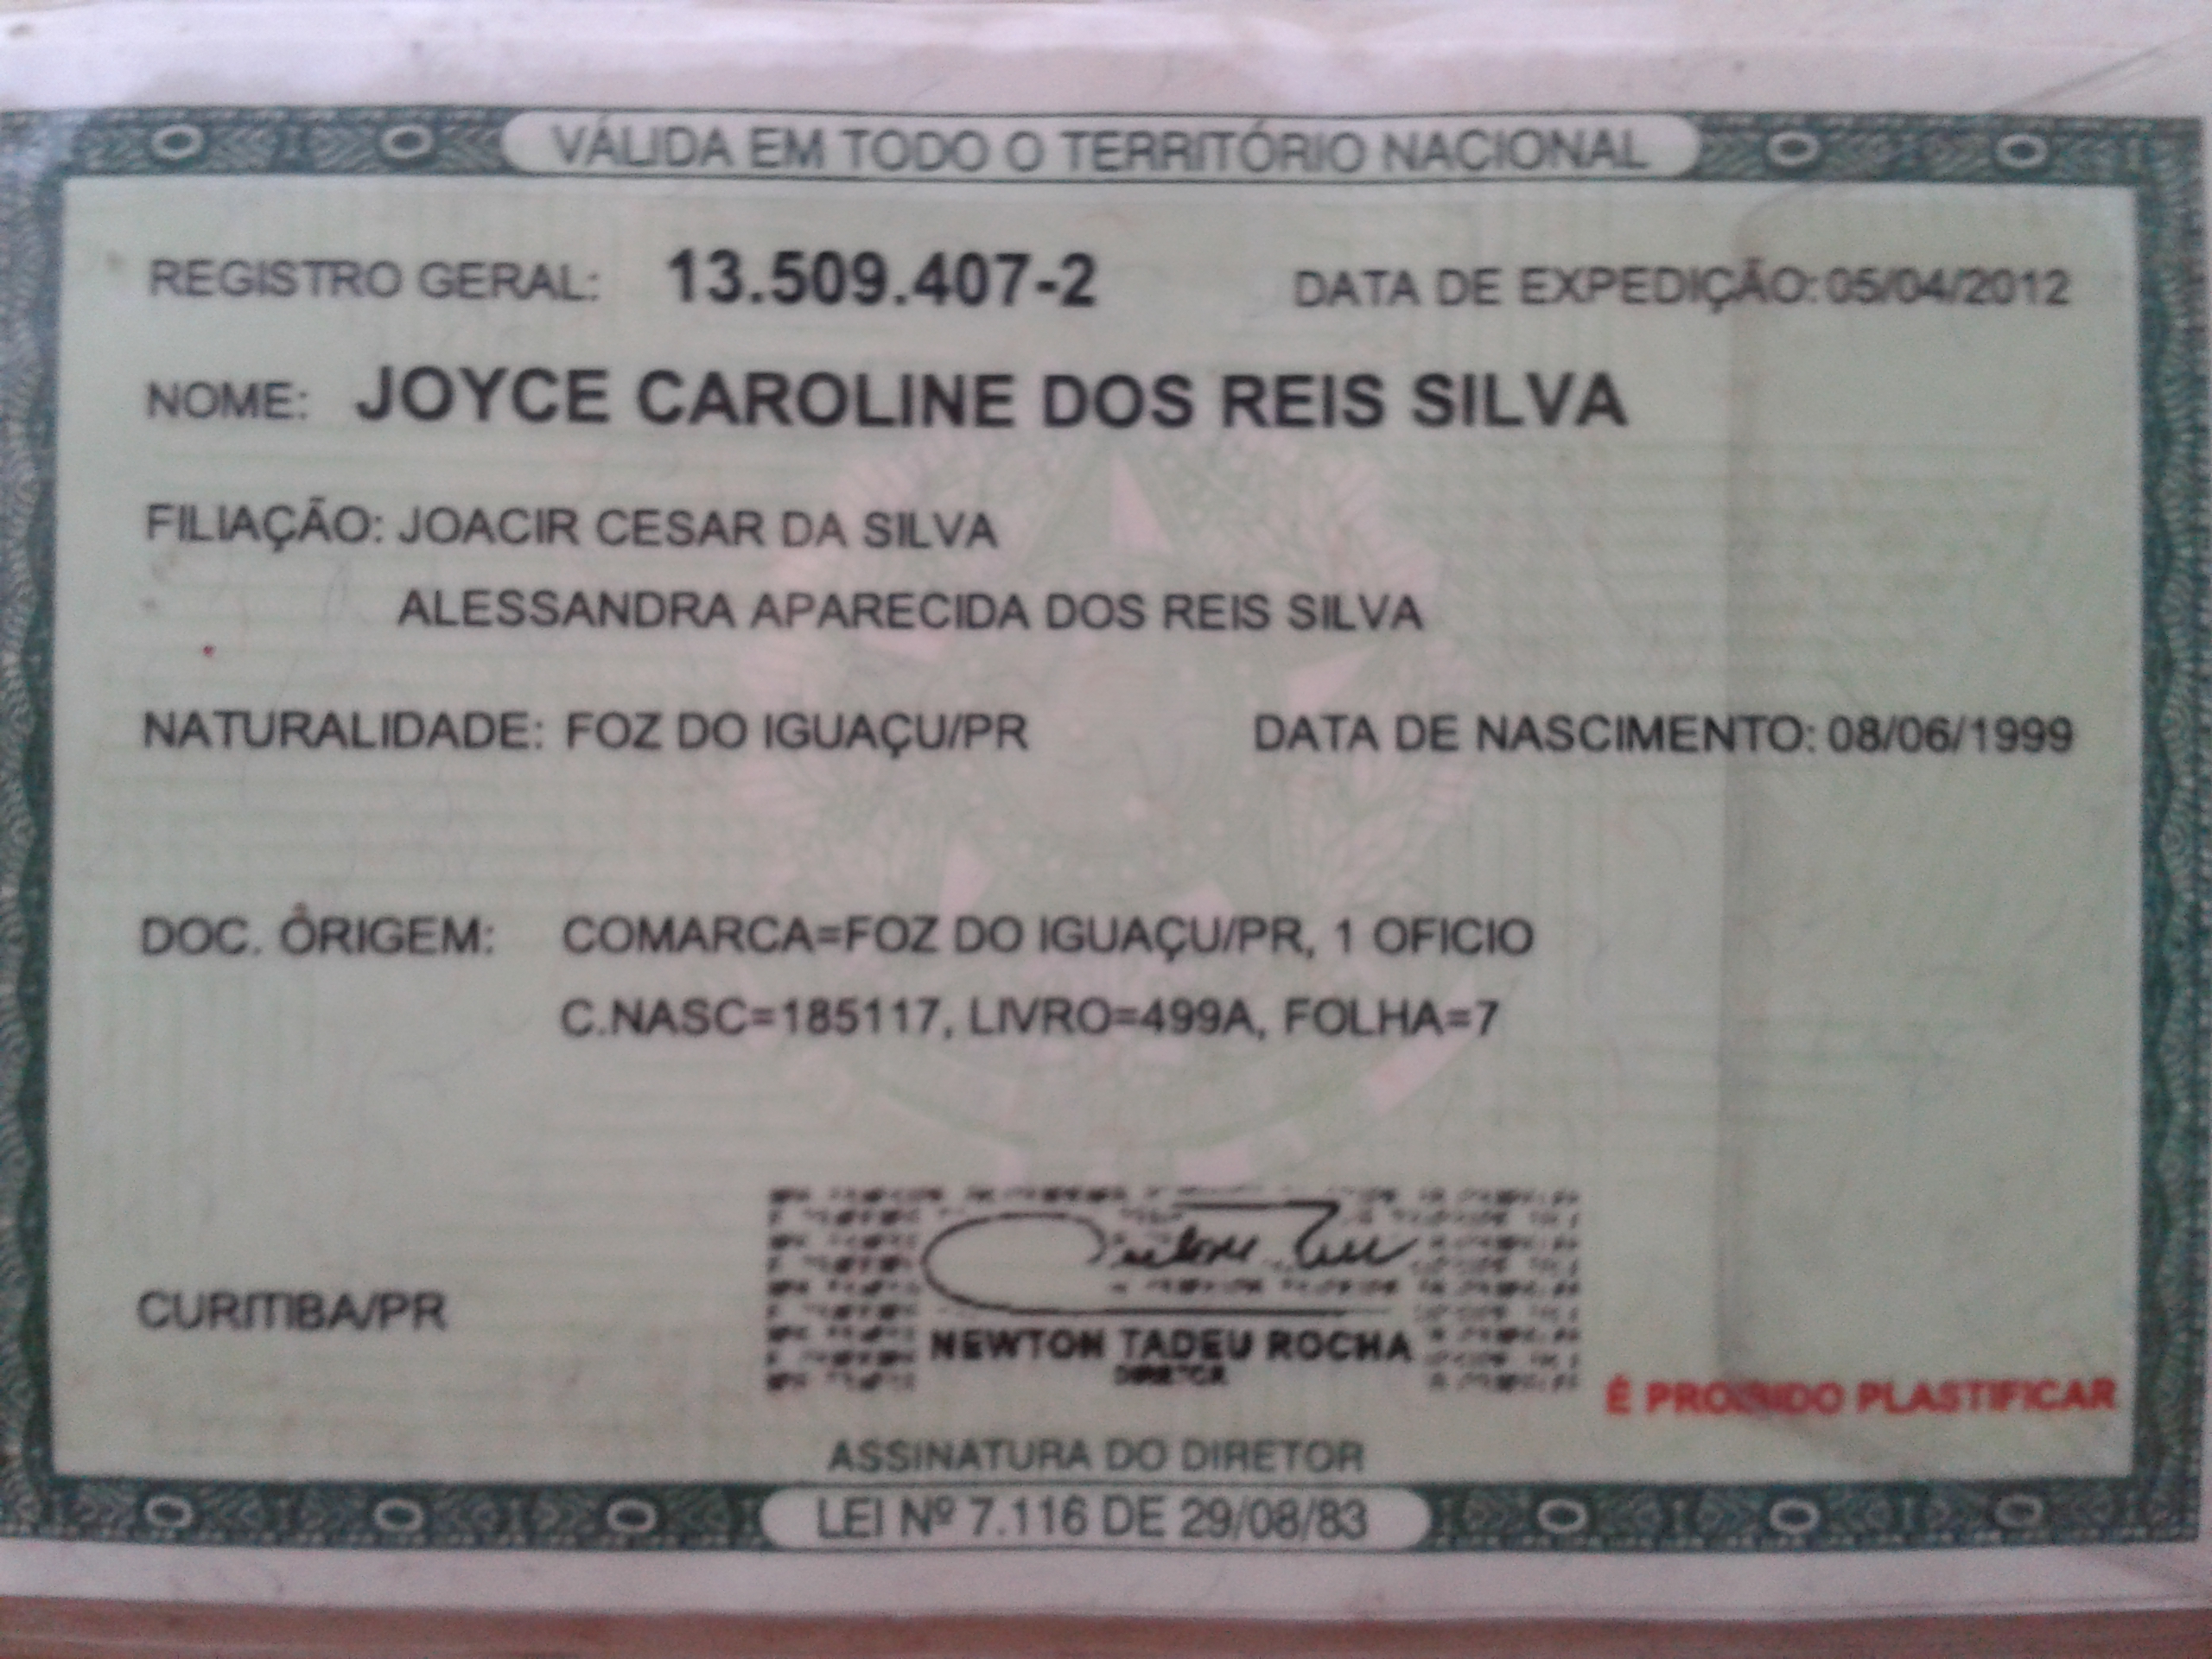 VÁLIDA EM TODO O TERRITÓRIO NACIONAL
REGISTRO GERAL: 13.509.407-2 DATA DE EXPEDIÇÃO: 05/04/2012
NOME: JOYCE CAROLINE DOS REIS SILVA
FILIAÇÃO: JOACIR CESAR DA SILVA
ALESSANDRA APARECIDA DOS REIS SILVA
NATURALIDADE: FOZ DO IGUAÇU/PR DATA DE NASCIMENTO: 08/06/1999
DOC. ORIGEM: COMARCA=FOZ DO IGUAÇU/PR, 1 OFICIO
C.NASC=185117, LIVRO=499A, FOLHA=7
CURITIBA/PR
NEWTON TADEU ROCHA
DIRETOR
É PROIBIDO PLASTIFICAR
ASSINATURA DO DIRETOR
LEI Nº 7.116 DE 29/08/83